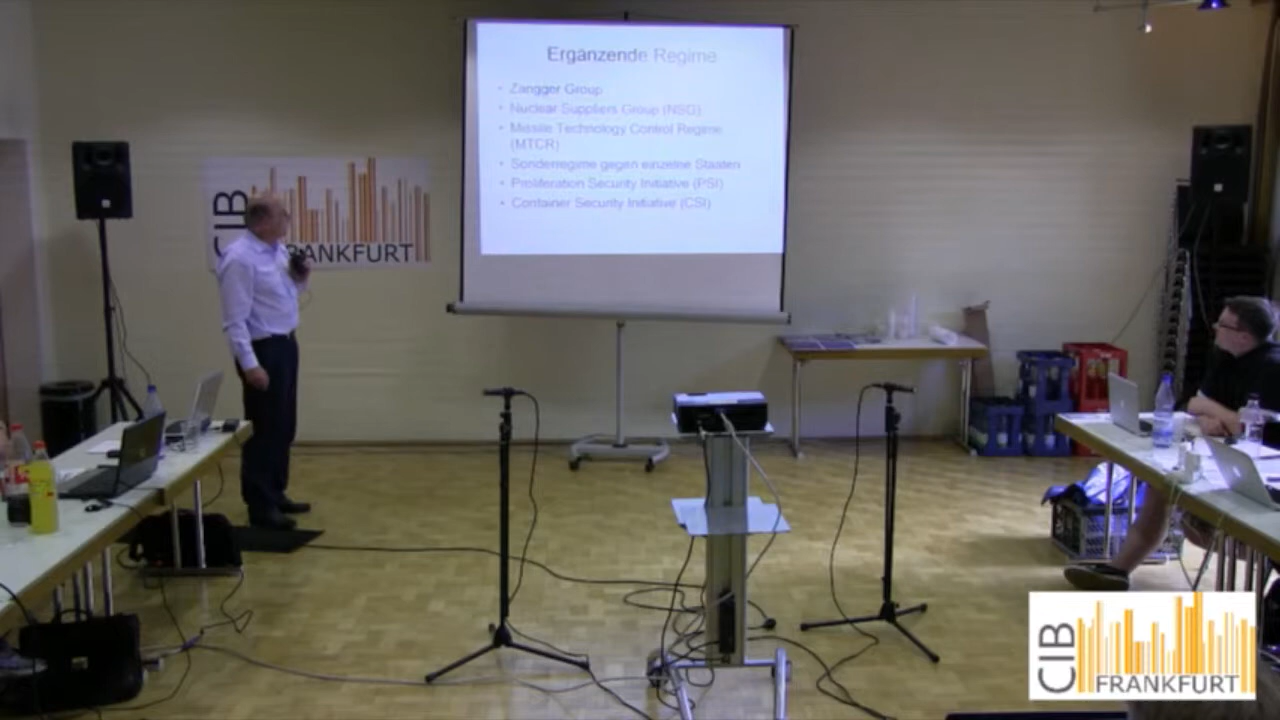 Ergänzende Regime
• Zangger Group
• Nuclear Suppliers Group (NSG)
• Missile Technology Control Regime
(MTCR)
• Sonderregime gegen einzelne Staaten
• Proliferation Security Initiative (PSI)
• Container Security Initiative (CSI)
CIB
FRANKFURT
CIB
FRANKFURT